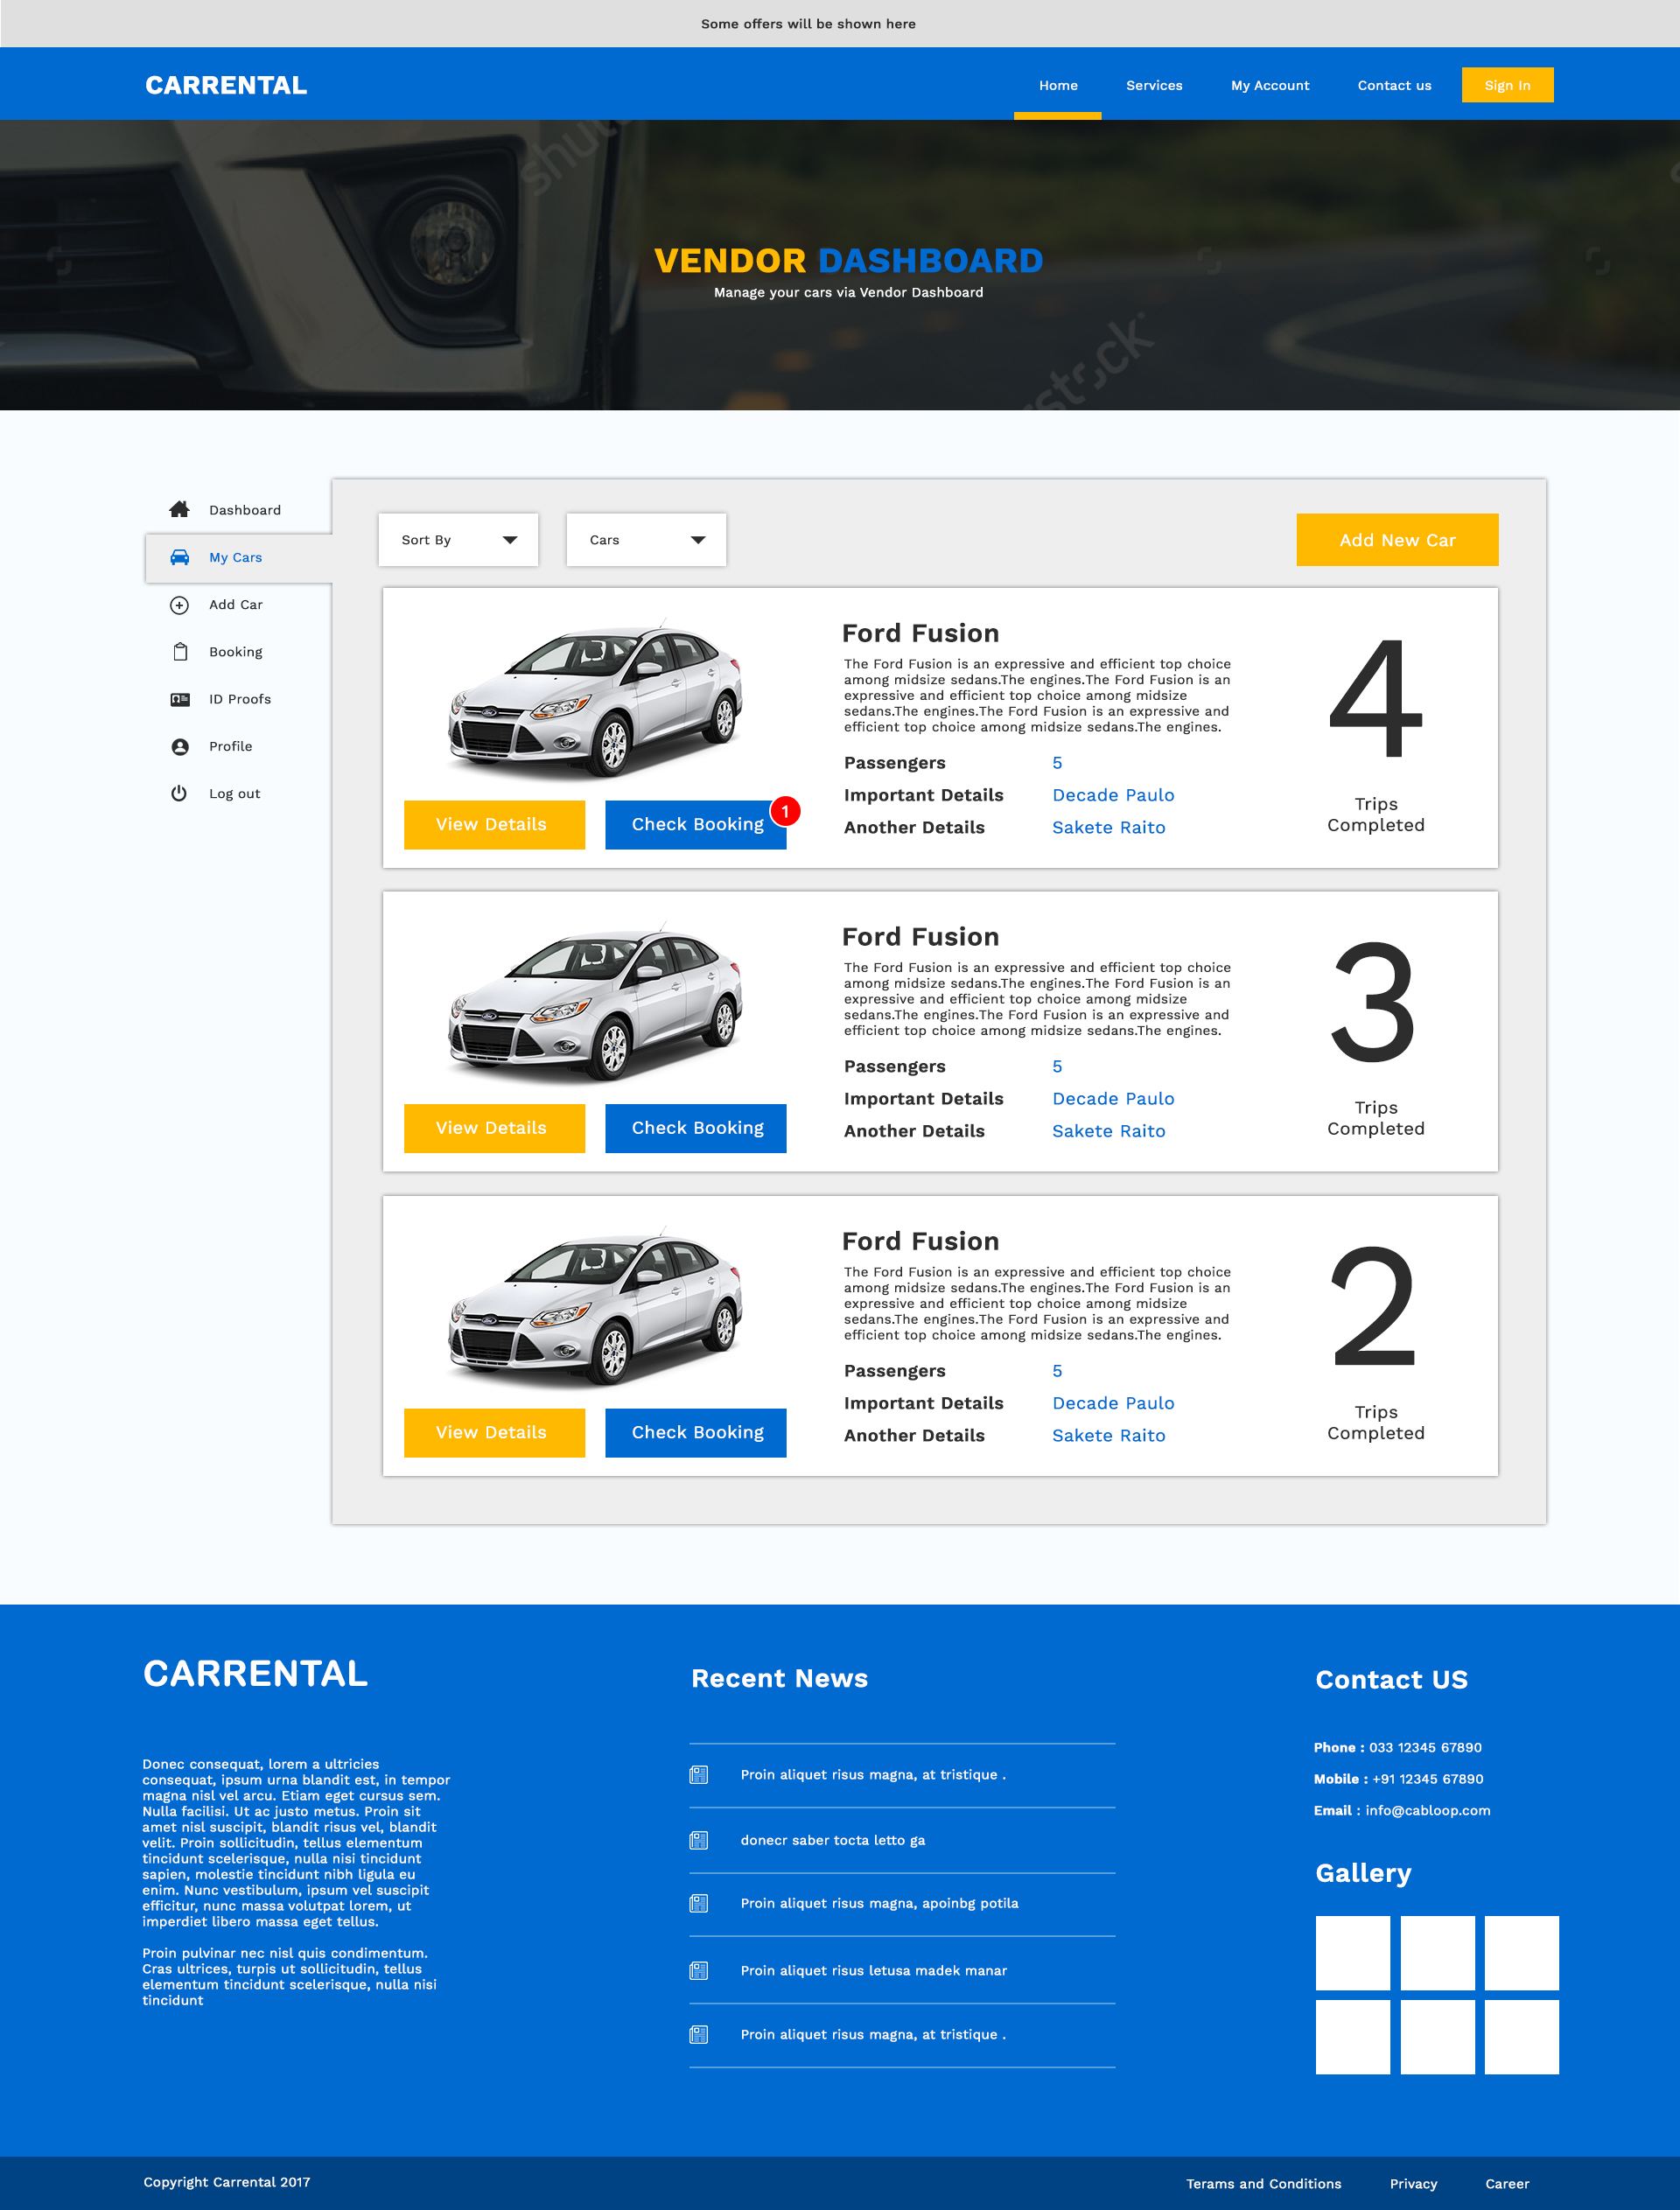 Some offers will be shown here
CARRENTAL
Home
Services
My Account
Contact us
Sign In
VENDOR DASHBOARD
Manage your cars via Vendor Dashboard
Dashboard
My Cars
Add Car
Booking
ID Proofs
Profile
Log out
Sort By
Cars
Add New Car
View Details
Check Booking
1
Ford Fusion
The Ford Fusion is an expressive and efficient top choice
among midsize sedans.The engines.The Ford Fusion is an
expressive and efficient top choice among midsize
sedans.The engines.The Ford Fusion is an expressive and
efficient top choice among midsize sedans.The engines.
Passengers 5
Important Details Decade Paulo
Another Details Sakete Raito
4
Trips
Completed
View Details
Check Booking
Ford Fusion
The Ford Fusion is an expressive and efficient top choice
among midsize sedans.The engines.The Ford Fusion is an
expressive and efficient top choice among midsize
sedans.The engines.The Ford Fusion is an expressive and
efficient top choice among midsize sedans.The engines.
Passengers 5
Important Details Decade Paulo
Another Details Sakete Raito
3
Trips
Completed
View Details
Check Booking
Ford Fusion
The Ford Fusion is an expressive and efficient top choice
among midsize sedans.The engines.The Ford Fusion is an
expressive and efficient top choice among midsize
sedans.The engines.The Ford Fusion is an expressive and
efficient top choice among midsize sedans.The engines.
Passengers 5
Important Details Decade Paulo
Another Details Sakete Raito
2
Trips
Completed
CARRENTAL
Donec consequat, lorem a ultricies
consequat, ipsum urna blandit est, in tempor
magna nisl vel arcu. Etiam eget cursus sem.
Nulla facilisi. Ut ac justo metus. Proin sit
amet nisl suscipit, blandit risus vel, blandit
velit. Proin sollicitudin, tellus elementum
tincidunt scelerisque, nulla nisi tincidunt
sapien, molestie tincidunt nibh ligula eu
enim. Nunc vestibulum, ipsum vel suscipit
efficitur, nunc massa volutpat lorem, ut
imperdiet libero massa eget tellus.
Proin pulvinar nec nisl quis condimentum.
Cras ultrices, turpis ut sollicitudin, tellus
elementum tincidunt scelerisque, nulla nisi
tincidunt
Recent News
Proin aliquet risus magna, at tristique .
donecr saber tocta letto ga
Proin aliquet risus magna, apoinbg potila
Proin aliquet risus letusa madek manar
Proin aliquet risus magna, at tristique .
Contact US
Phone : 033 12345 67890
Mobile : +91 12345 67890
Email : info@cabloop.com
Gallery
Copyright Carrental 2017
Terams and Conditions
Privacy
Career